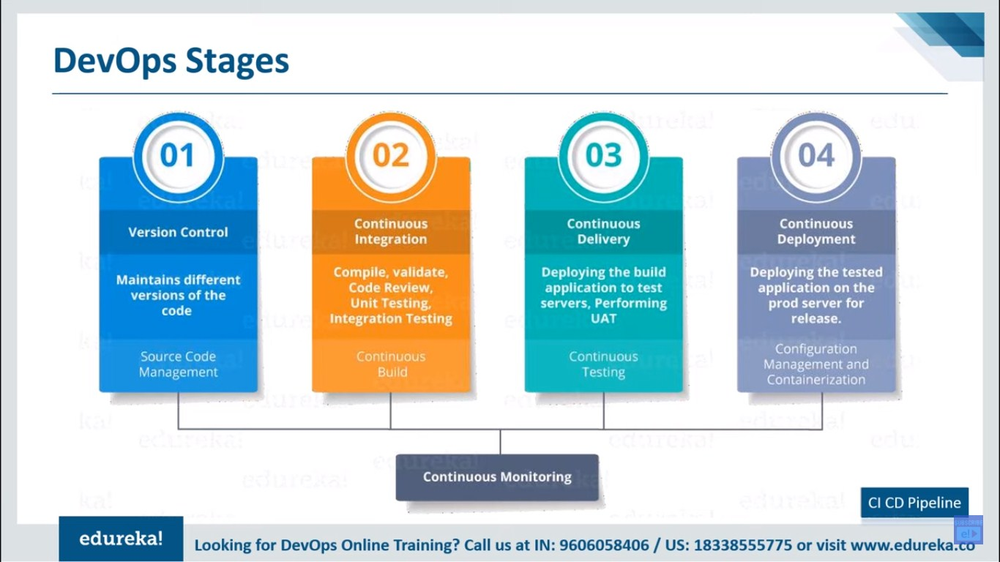 DevOps Stages
01
Version Control
Maintains different
versions of the
code
Source Code
Management
02
Continuous
Integration
Compile, validate,
Code Review,
Unit Testing,
Integration Testing
Continuous
Build
03
Continuous
Delivery
Deploying the build
application to test
servers, Performing
UAT
Continuous
Testing
04
Continuous
Deployment
Deploying the tested
application on the
prod server for
release.
Configuration
Management and
Containerization
Continuous Monitoring
CI CD Pipeline
edureka!
Looking for DevOps Online Training? Call us at IN: 9606058406 / US: 18338555775 or visit www.edureka.co